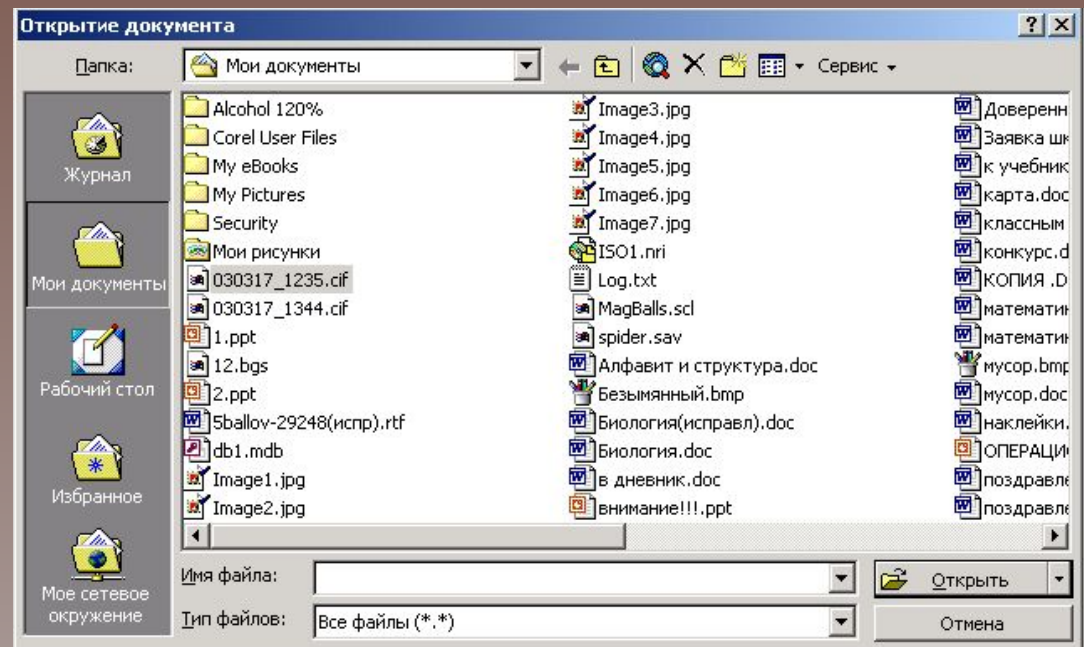 Открытие документа
Папка:
Мои документы
Сервис
Журнал
Мои документы
Рабочий стол
Избранное
Мое сетевое
окружение
Alcohol 120%
Corel User Files
My eBooks
My Pictures
Security
Мои рисунки
030317_1235.cif
030317_1344.cif
1.ppt
12.bgs
2.ppt
5ballov-29248(испр).rtf
db1.mdb
Image1.jpg
Image2.jpg
Image3.jpg
Image4.jpg
Image5.jpg
Image6.jpg
Image7.jpg
ISO1.nri
Log.txt
MagBalls.scl
spider.sav
Алфавит и структура.doc
Безымянный.bmp
Биология(исправл).doc
Биология.doc
в дневник.doc
внимание!!!.ppt
Доверенн
Заявка шк
к учебник
карта.doc
классным
конкурс.d
КОПИЯ .D
математик
математик
мусор.bmp
мусор.doc
наклейки.
ОПЕРАЦИ
поздравле
поздравле
Имя файла:
Открыть
Тип файлов:
Все файлы (*.*)
Отмена